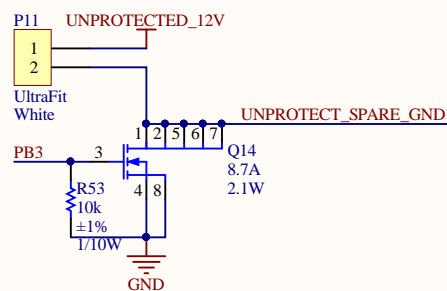 P11
UNPROTECTED_12V
1
2
UltraFit
White
1 2 5 6 7
UNPROTECT_SPARE_GND
PB3
3
Q14
8.7A
2.1W
R53
10k
±1%
1/10W
4 8
GND